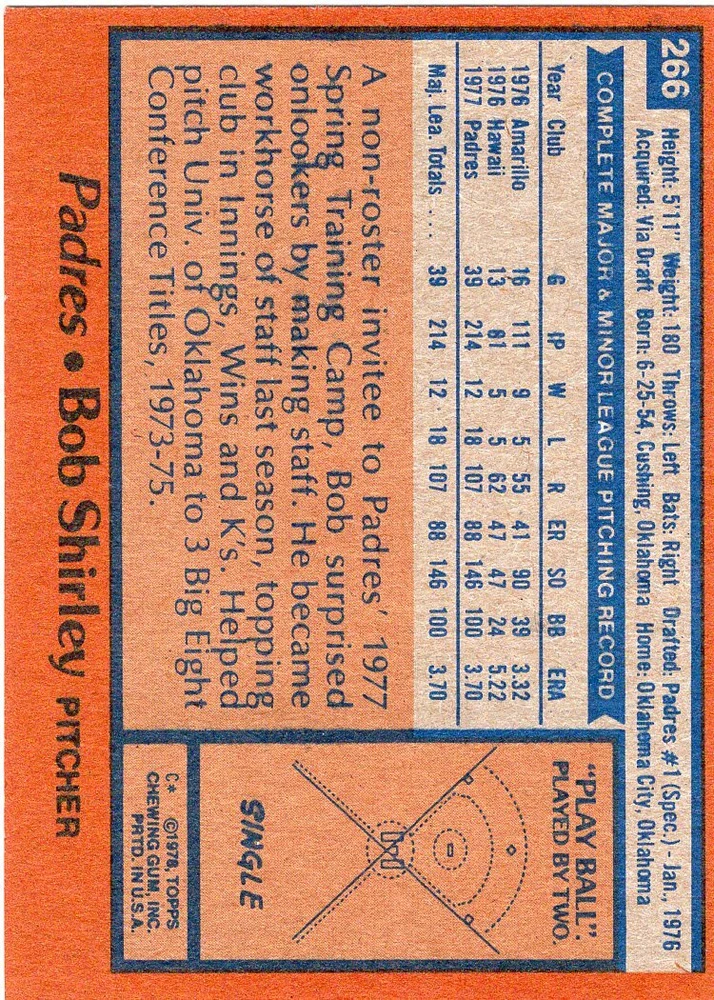 266
Height: 5'11" Weight: 180 Throws: Left Bats: Right Drafted: Padres #1 (Spec.) - Jan., 1976
Acquired: Via Draft Born: 6-25-54, Cushing, Oklahoma Home: Oklahoma City, Oklahoma
COMPLETE MAJOR & MINOR LEAGUE PITCHING RECORD
Year Club G IP W L R ER SO BB ERA
1976 Amarillo 16 111 9 5 55 41 90 39 3.32
1976 Hawaii 13 81 5 5 62 47 47 24 5.22
1977 Padres 39 214 12 18 107 88 146 100 3.70
Maj. Lea. Totals .... 39 214 12 18 107 88 146 100 3.70
A non-roster invitee to Padres' 1977
Spring Training Camp, Bob surprised
onlookers by making staff. He became
workhorse of staff last season, topping
club in Innings, Wins and K's. Helped
pitch Univ. of Oklahoma to 3 Big Eight
Conference Titles, 1973-75.
"PLAY BALL".
PLAYED BY TWO.
SINGLE
C* ©1978, TOPPS
CHEWING GUM, INC.
PRTD. IN U.S.A.
Padres • Bob Shirley PITCHER